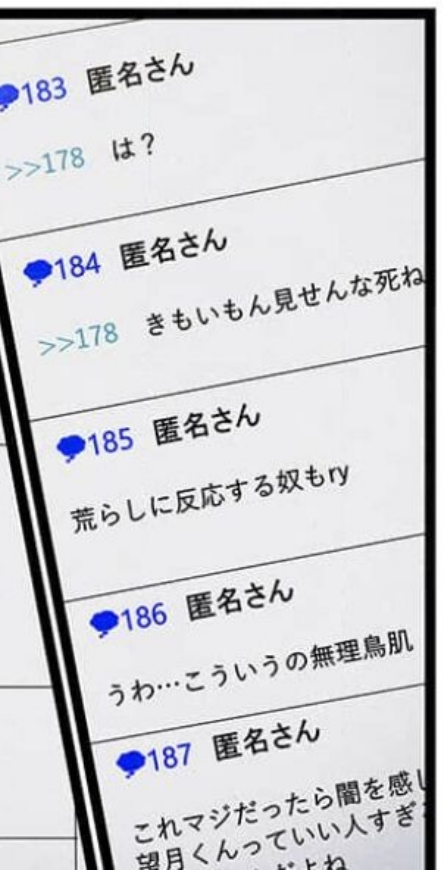 183 匿名さん
>>178 は？
184 匿名さん
>>178 きもいもん見せんな死ね
185 匿名さん
荒らしに反応する奴もry
186 匿名さん
うわ…こういうの無理鳥肌
187 匿名さん
これマジだったら闇を感じ
望月くんっていい人すぎ
だよね